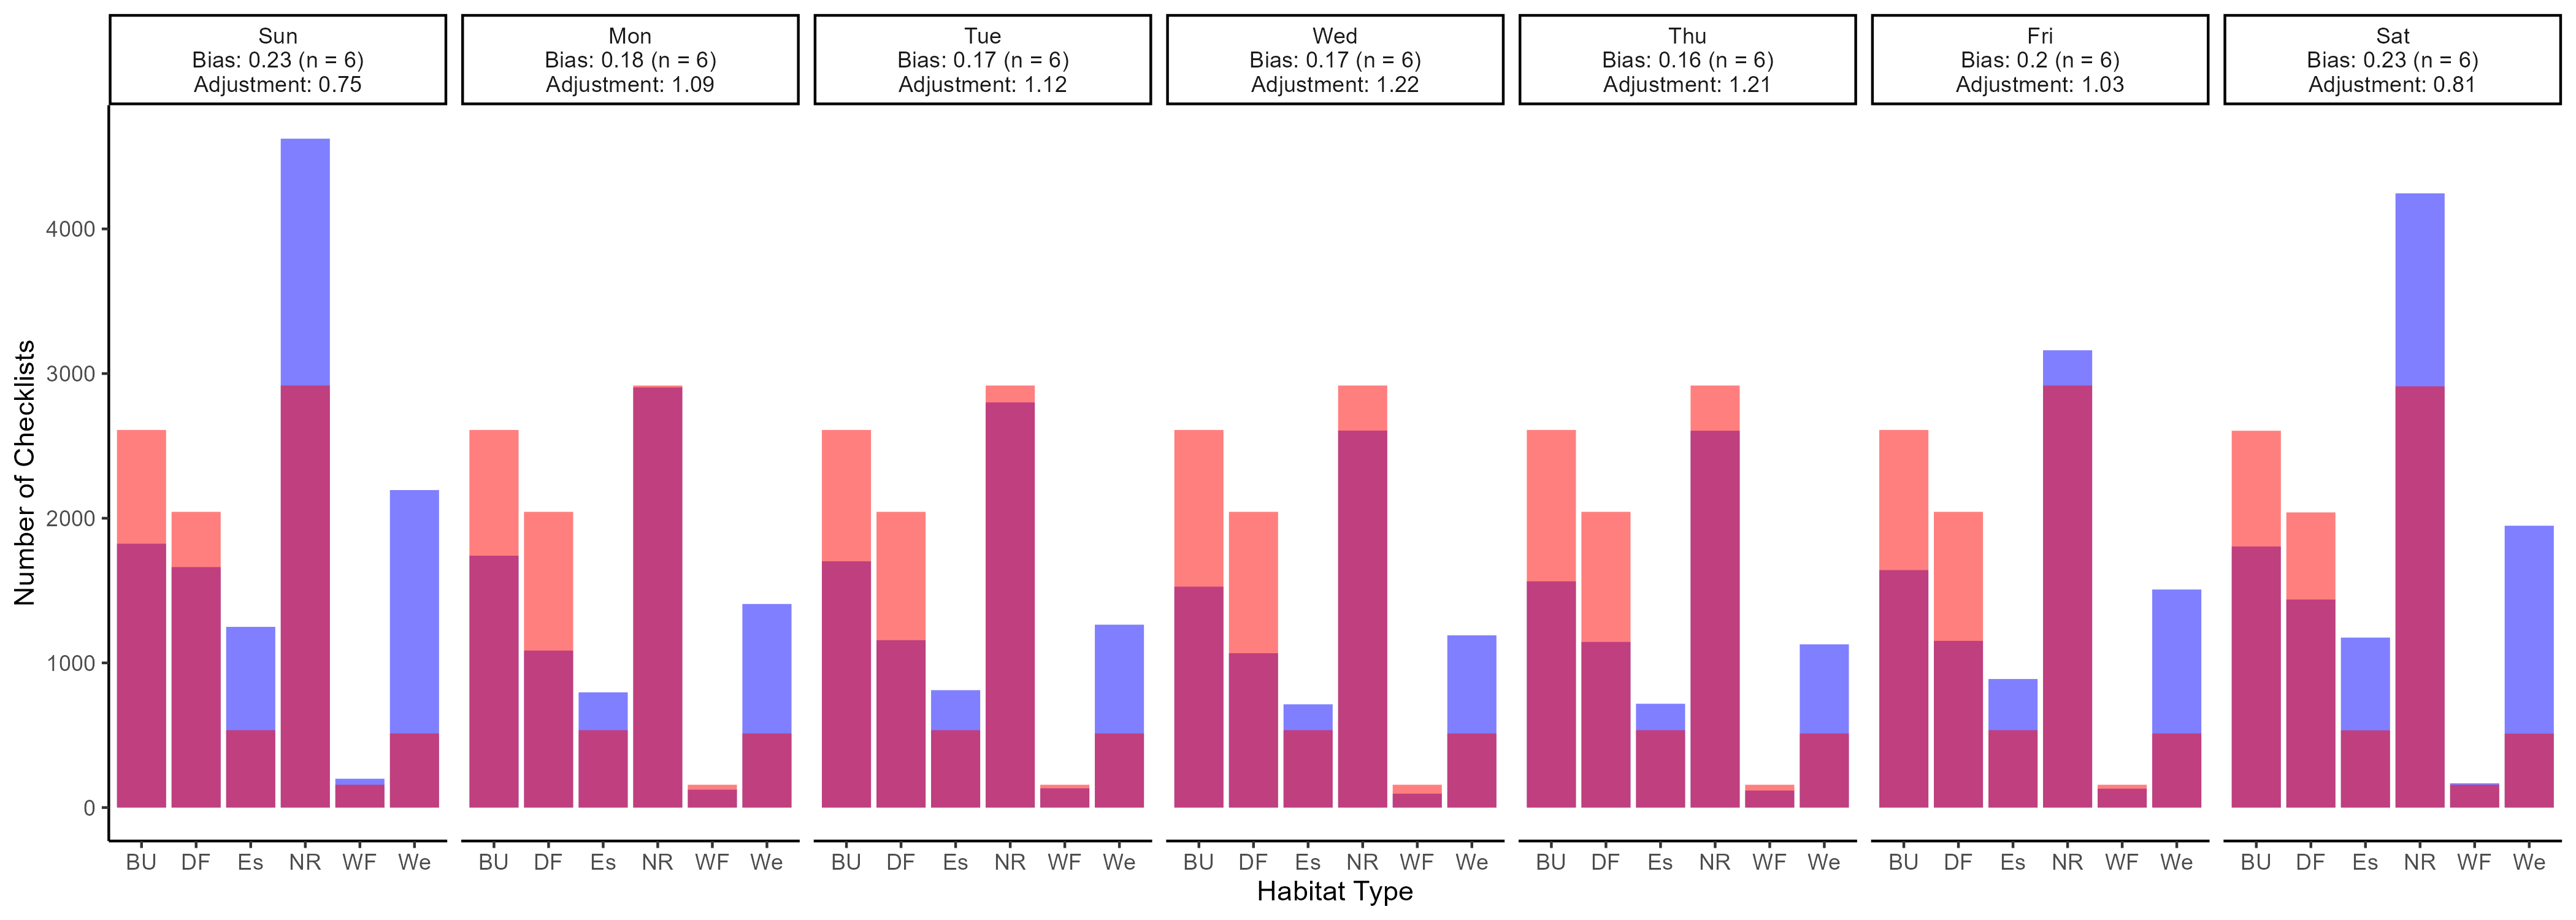 Sun
Bias: 0.23 (n = 6)
Adjustment: 0.75
Mon
Bias: 0.18 (n = 6)
Adjustment: 1.09
Tue
Bias: 0.17 (n = 6)
Adjustment: 1.12
Wed
Bias: 0.17 (n = 6)
Adjustment: 1.22
Thu
Bias: 0.16 (n = 6)
Adjustment: 1.21
Fri
Bias: 0.2 (n = 6)
Adjustment: 1.03
Sat
Bias: 0.23 (n = 6)
Adjustment: 0.81
Number of Checklists
4000
3000
2000
1000
0
BU DF Es NR WF We
BU DF Es NR WF We
BU DF Es NR WF We
BU DF Es NR WF We
BU DF Es NR WF We
BU DF Es NR WF We
BU DF Es NR WF We
Habitat Type